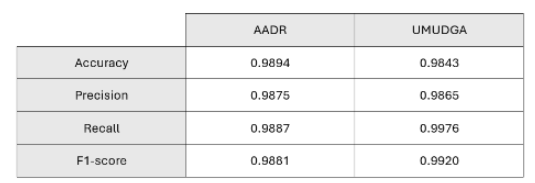 AADR UMUDGA
Accuracy 0.9894 0.9843
Precision 0.9875 0.9865
Recall 0.9887 0.9976
F1-score 0.9881 0.9920